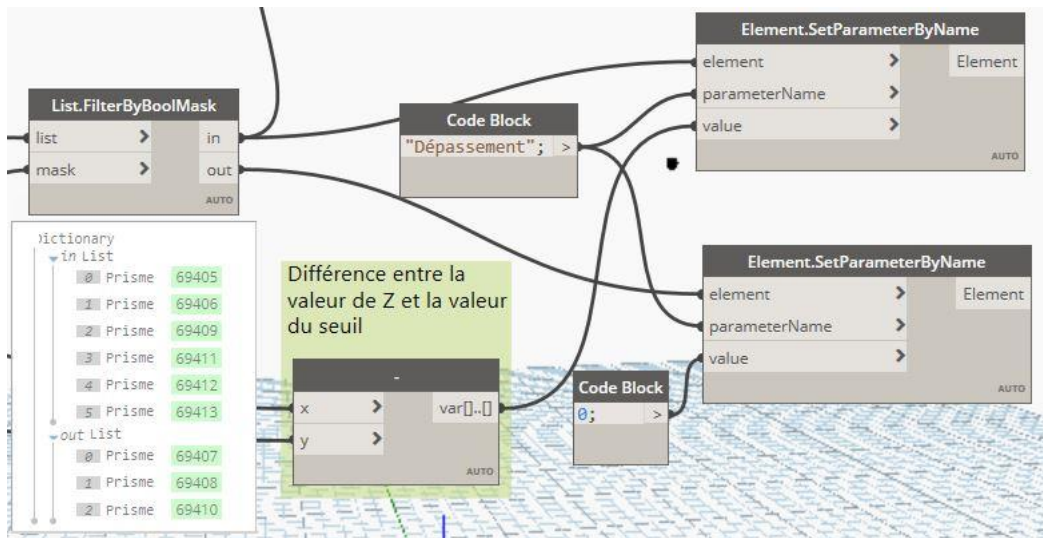 Element.SetParameterByName
element > Element
parameterName >
value >
AUTO
List.FilterByBoolMask
list > in
mask > out
AUTO
Code Block
"Dépassement"; >
in List
0 Prisme 69405
1 Prisme 69406
2 Prisme 69409
3 Prisme 69411
4 Prisme 69412
5 Prisme 69413
out List
0 Prisme 69407
1 Prisme 69408
2 Prisme 69410
Différence entre la
valeur de Z et la valeur
du seuil
-
x > var[]..[]
y >
AUTO
Code Block
0; >
Element.SetParameterByName
element > Element
parameterName >
value >
AUTO